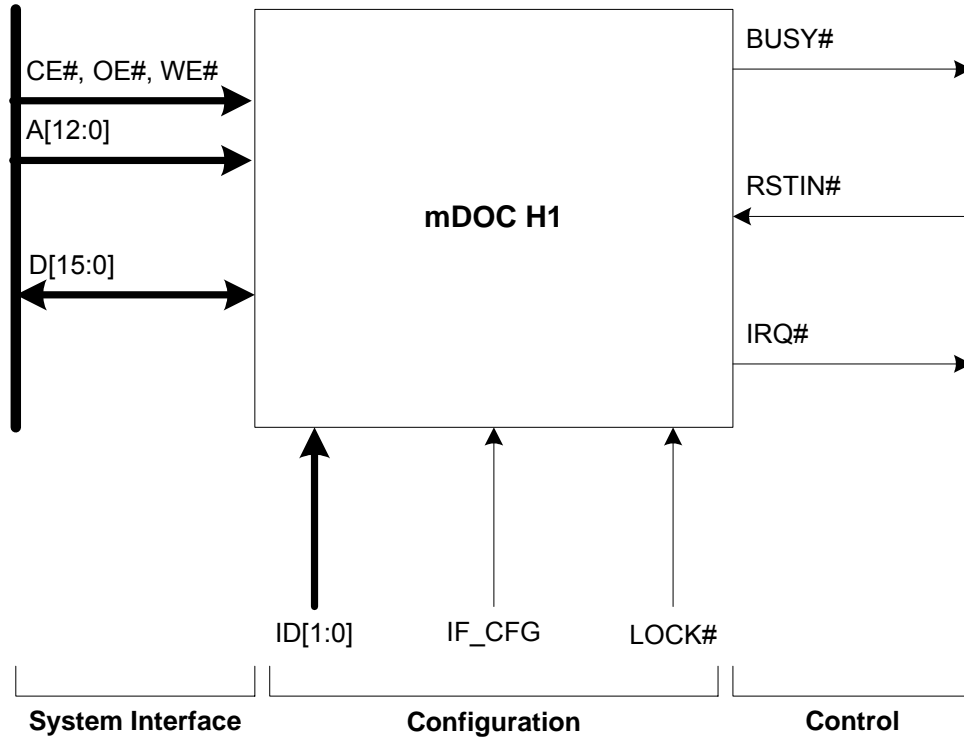 CE#, OE#, WE#
A[12:0]
D[15:0]
mDOC H1
BUSY#
RSTIN#
IRQ#
ID[1:0]
IF_CFG
LOCK#
System Interface
Configuration
Control